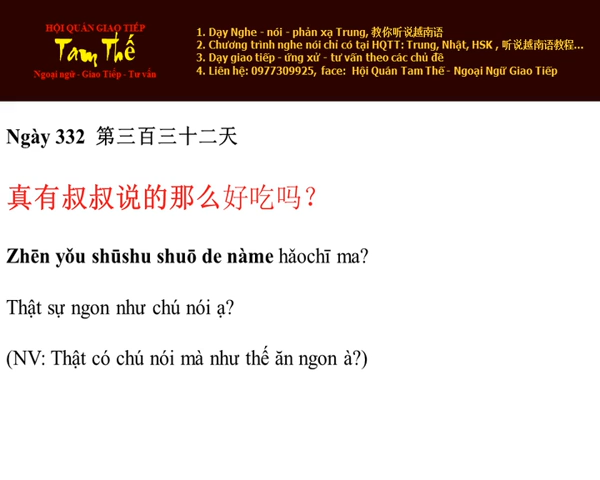 HỘI QUÁN GIAO TIẾP
Tam Thế
Ngoại ngữ - Giao Tiếp - Tư vấn
1. Dạy Nghe - nói - phản xạ Trung, 教你听说越南语
2. Chương trình nghe nói chỉ có tại HQTT: Trung, Nhật, HSK , 听说越南语教程...
3. Dạy giao tiếp - ứng xử - tư vấn theo các chủ đề
4. Liên hệ: 0977309925, face: Hội Quán Tam Thế - Ngoại Ngữ Giao Tiếp
Ngày 332 第三百三十二天
真有叔叔说的那么好吃吗？
Zhēn yǒu shūshu shuō de nàme hǎochī ma?
Thật sự ngon như chú nói ạ?
(NV: Thật có chú nói mà như thế ăn ngon à?)